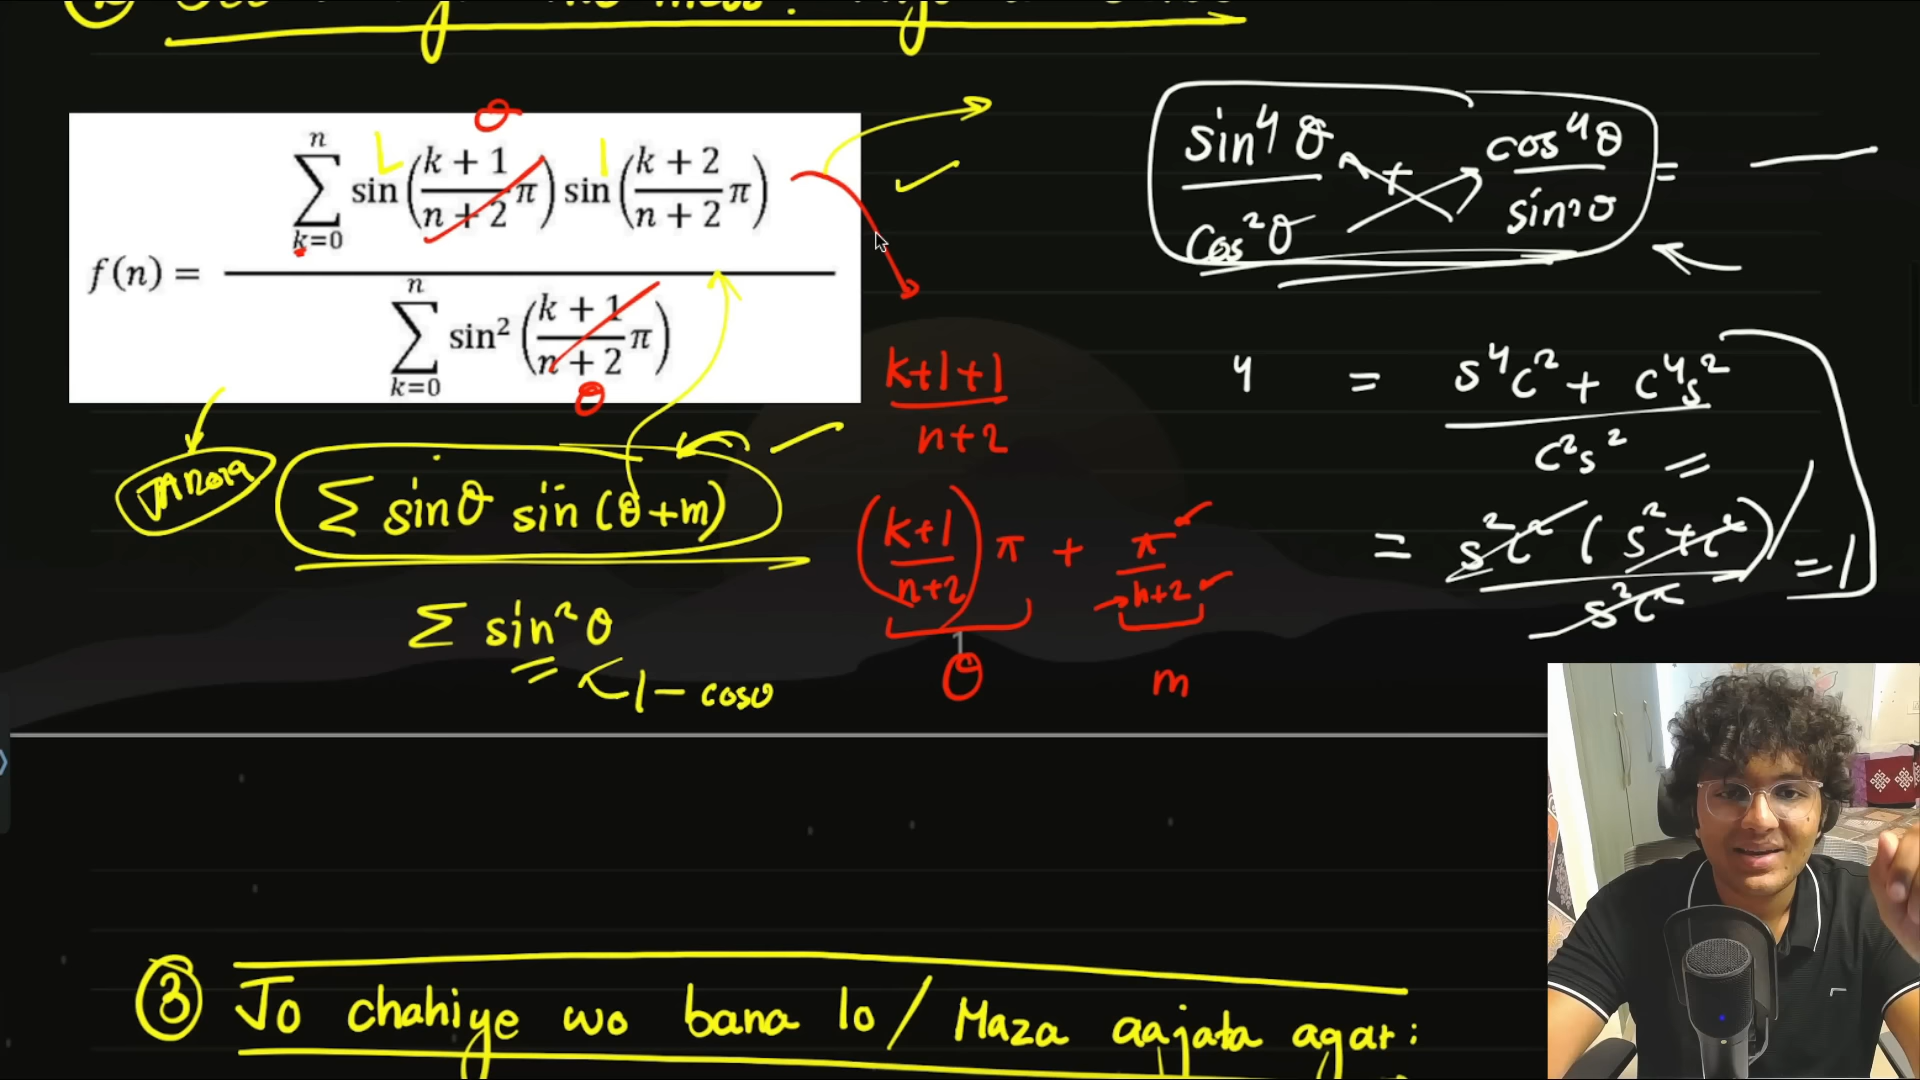 θ
n
∑ sin(k + 1 / n + 2 π) sin(k + 2 / n + 2 π)
k=0
f(n) =
n
∑ sin² (k + 1 / n + 2 π)
k=0
θ
∑ sinθ sin (θ+m)
∑ sin²θ
1 – cosθ
k+1+1
n+2
(k+1 / n+2) π + π / n+2
θ m
sin⁴θ / cos²θ + cos⁴θ / sin²θ =
4 = s⁴c² + c⁴s²
c²s²
= s²c² (s²+c²) / s²c² = 1
③ Jo chahiye wo bana lo / Maza aajata agar: